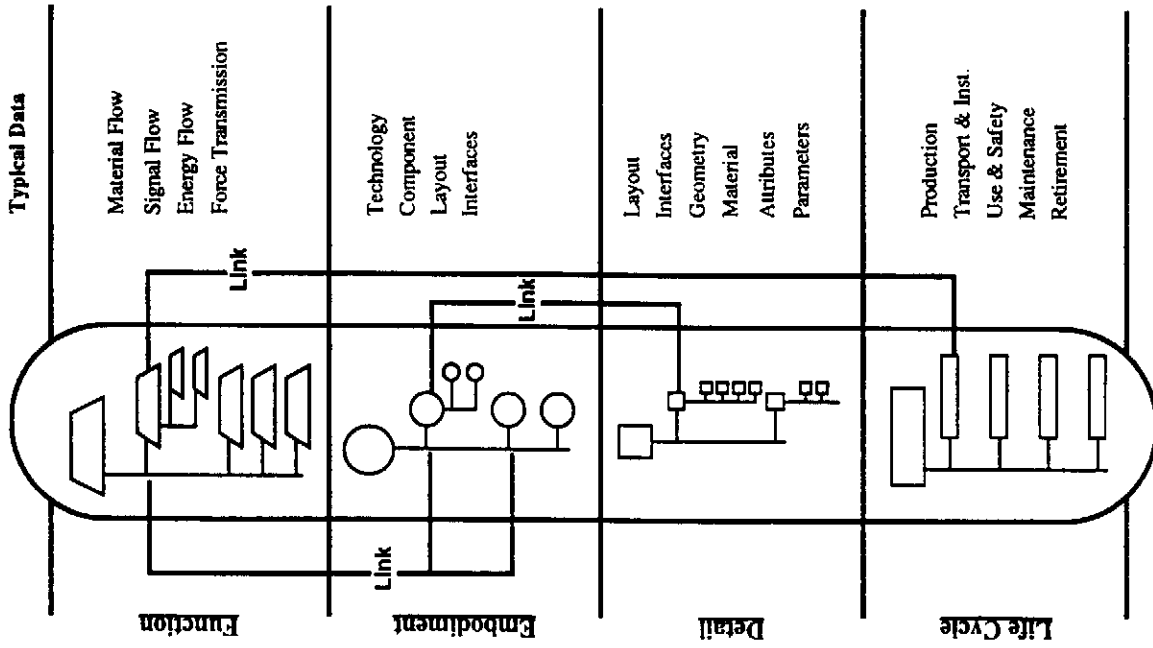 Typical Data
Function
Material Flow
Signal Flow
Energy Flow
Force Transmission
Link
Link
Embodiment
Technology
Component
Layout
Interfaces
Link
Detail
Layout
Interfaces
Geometry
Material
Attributes
Parameters
Life Cycle
Production
Transport & Inst.
Use & Safety
Maintenance
Retirement